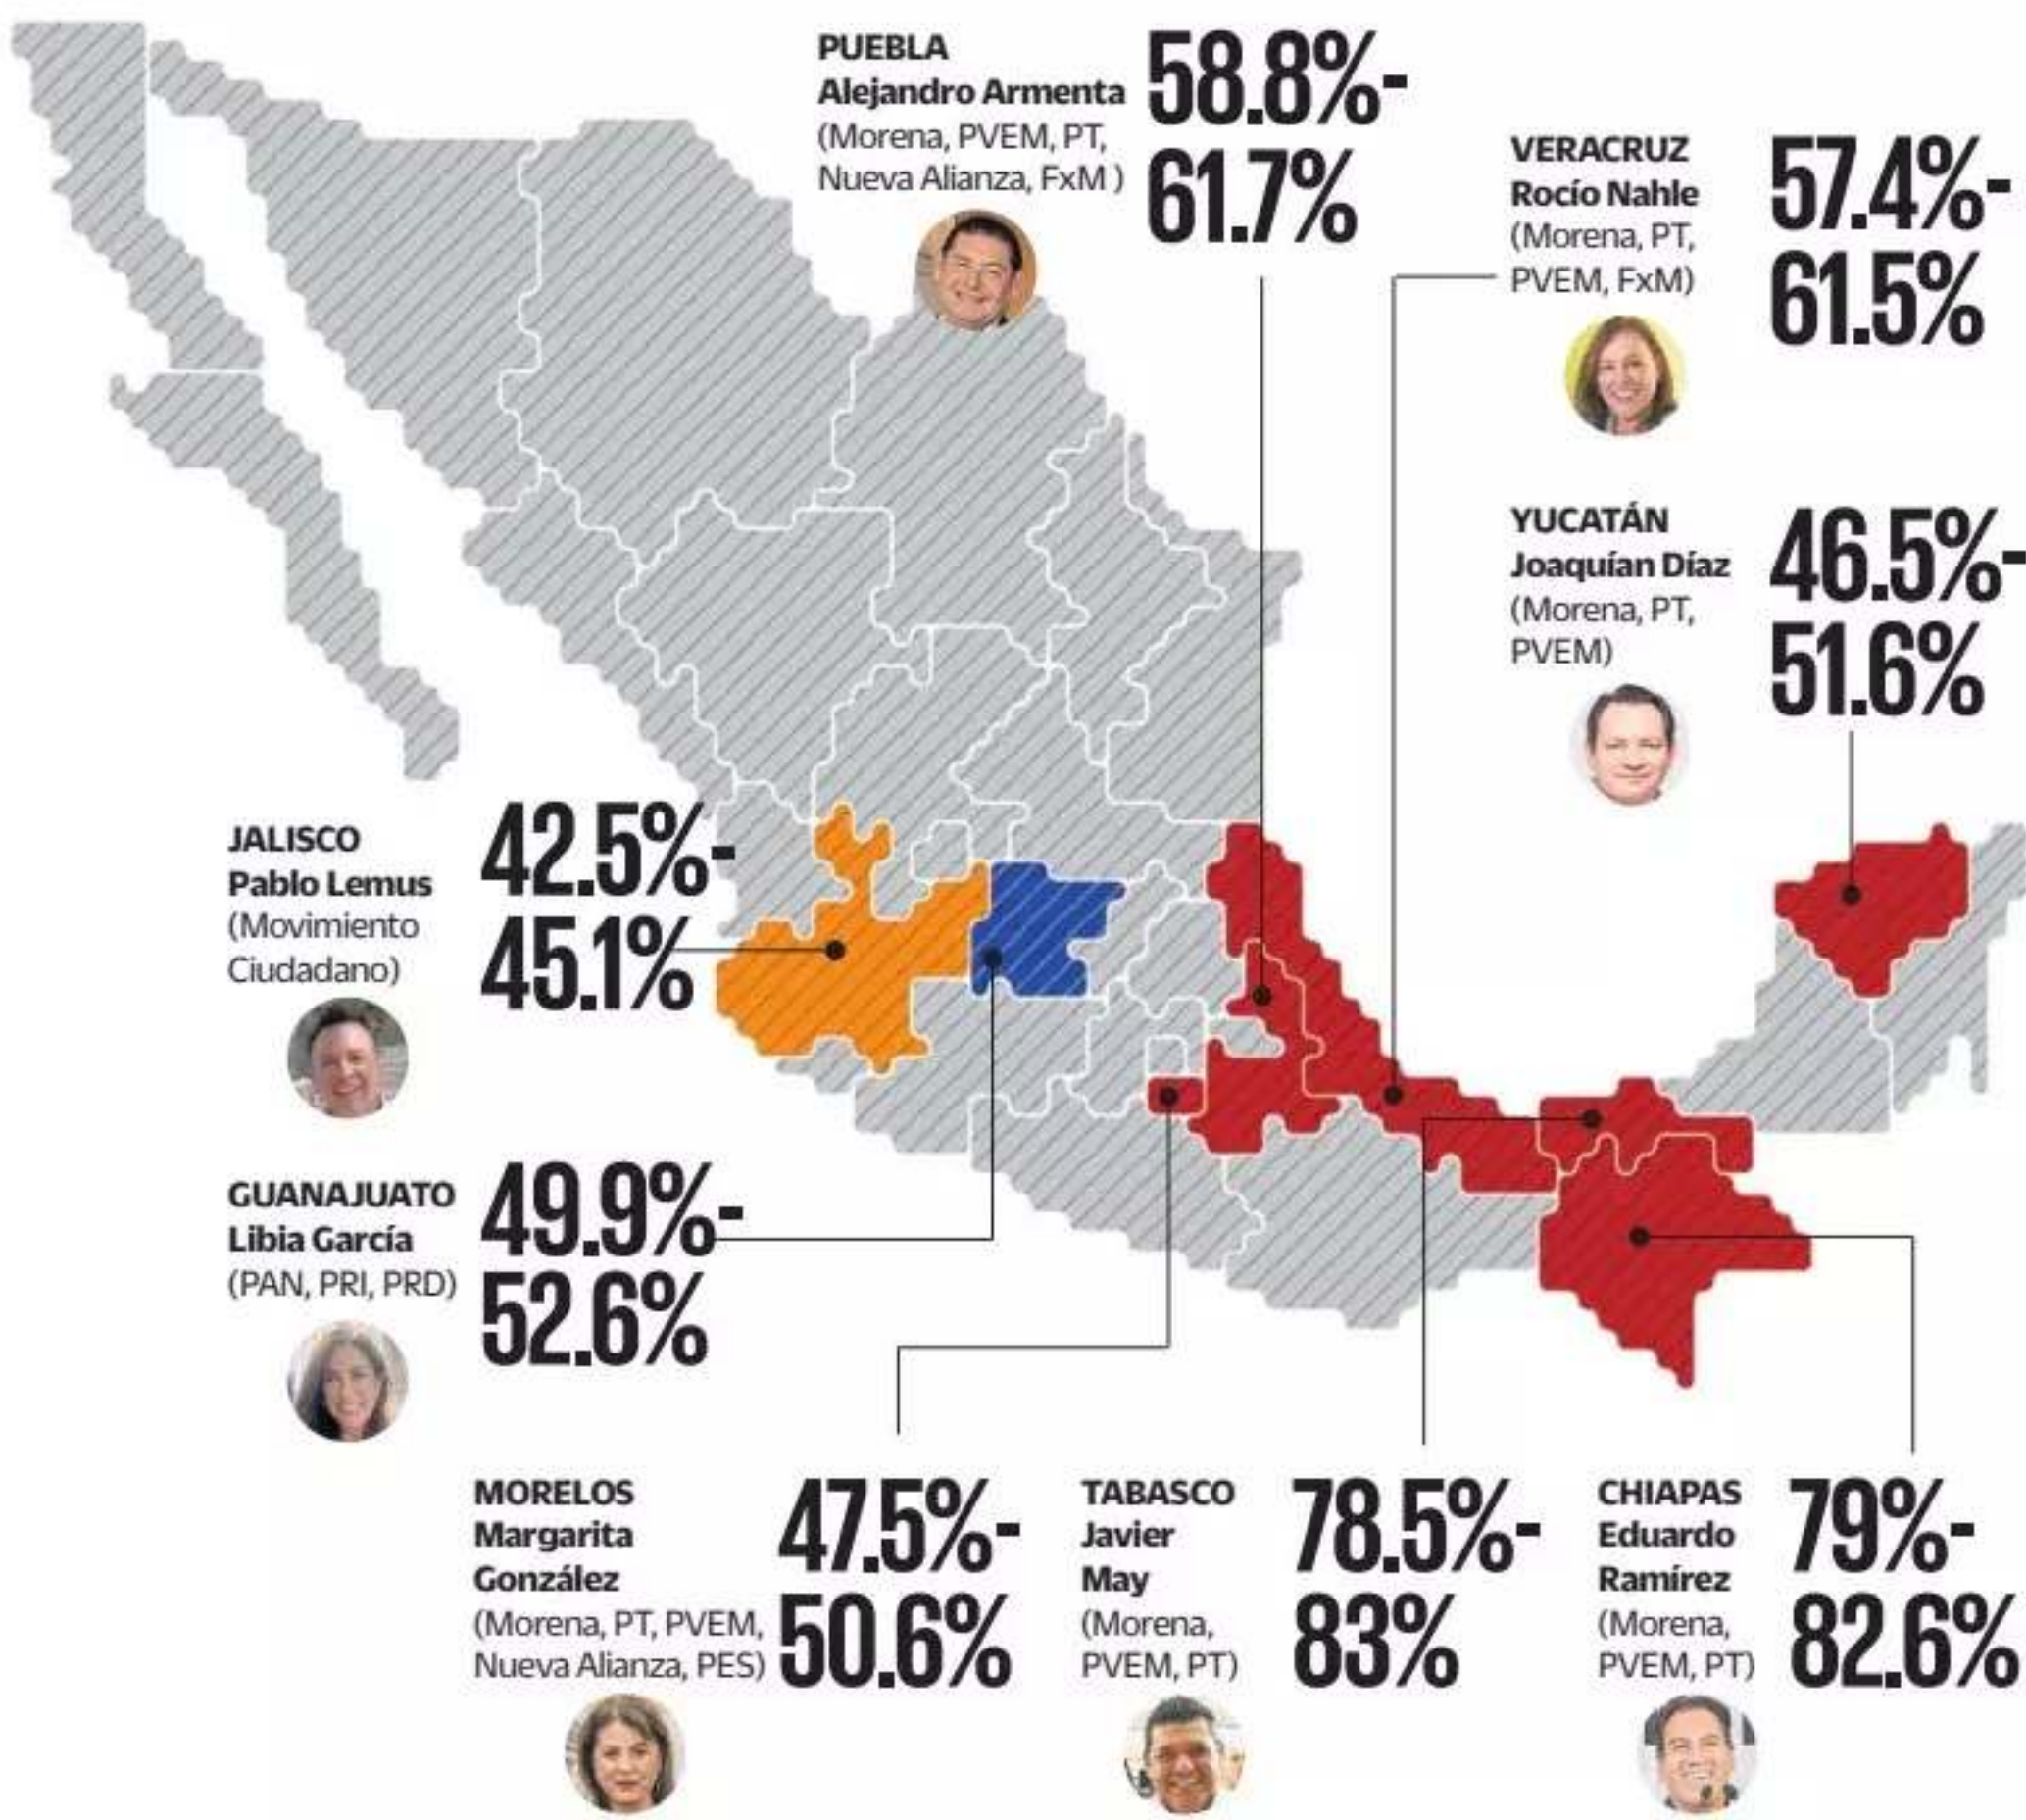 PUEBLA
Alejandro Armenta
(Morena, PVEM, PT,
Nueva Alianza, FxM )
58.8%-
61.7%
VERACRUZ
Rocío Nahle
(Morena, PT,
PVEM, FxM)
57.4%-
61.5%
YUCATÁN
Joaquían Díaz
(Morena, PT,
PVEM)
46.5%-
51.6%
JALISCO
Pablo Lemus
(Movimiento
Ciudadano)
42.5%-
45.1%
GUANAJUATO
Libia García
(PAN, PRI, PRD)
49.9%-
52.6%
MORELOS
Margarita
González
(Morena, PT, PVEM,
Nueva Alianza, PES)
47.5%-
50.6%
TABASCO
Javier
May
(Morena,
PVEM, PT)
78.5%-
83%
CHIAPAS
Eduardo
Ramírez
(Morena,
PVEM, PT)
79%-
82.6%